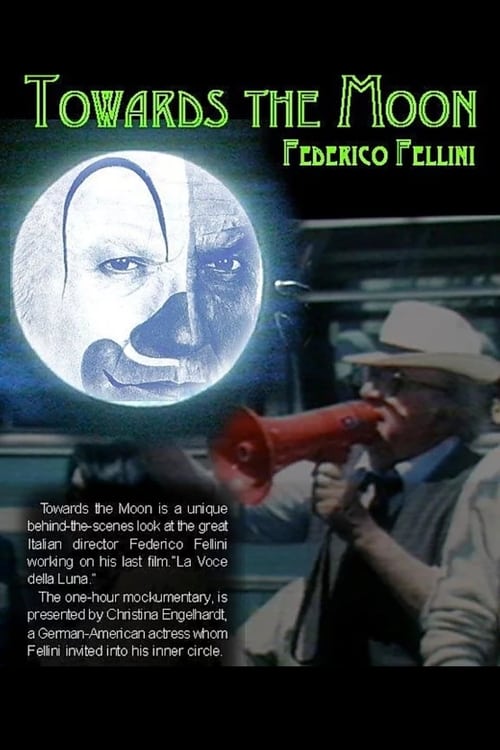 TOWARDS THE MOON
FEDERICO FELLINI
Towards the Moon is a unique
behind-the-scenes look at the great
Italian director Federico Fellini
working on his last film."La Voce
della Luna."
The one-hour mockumentary, is
presented by Christina Engelhardt,
a German-American actress whom
Fellini invited into his inner circle.